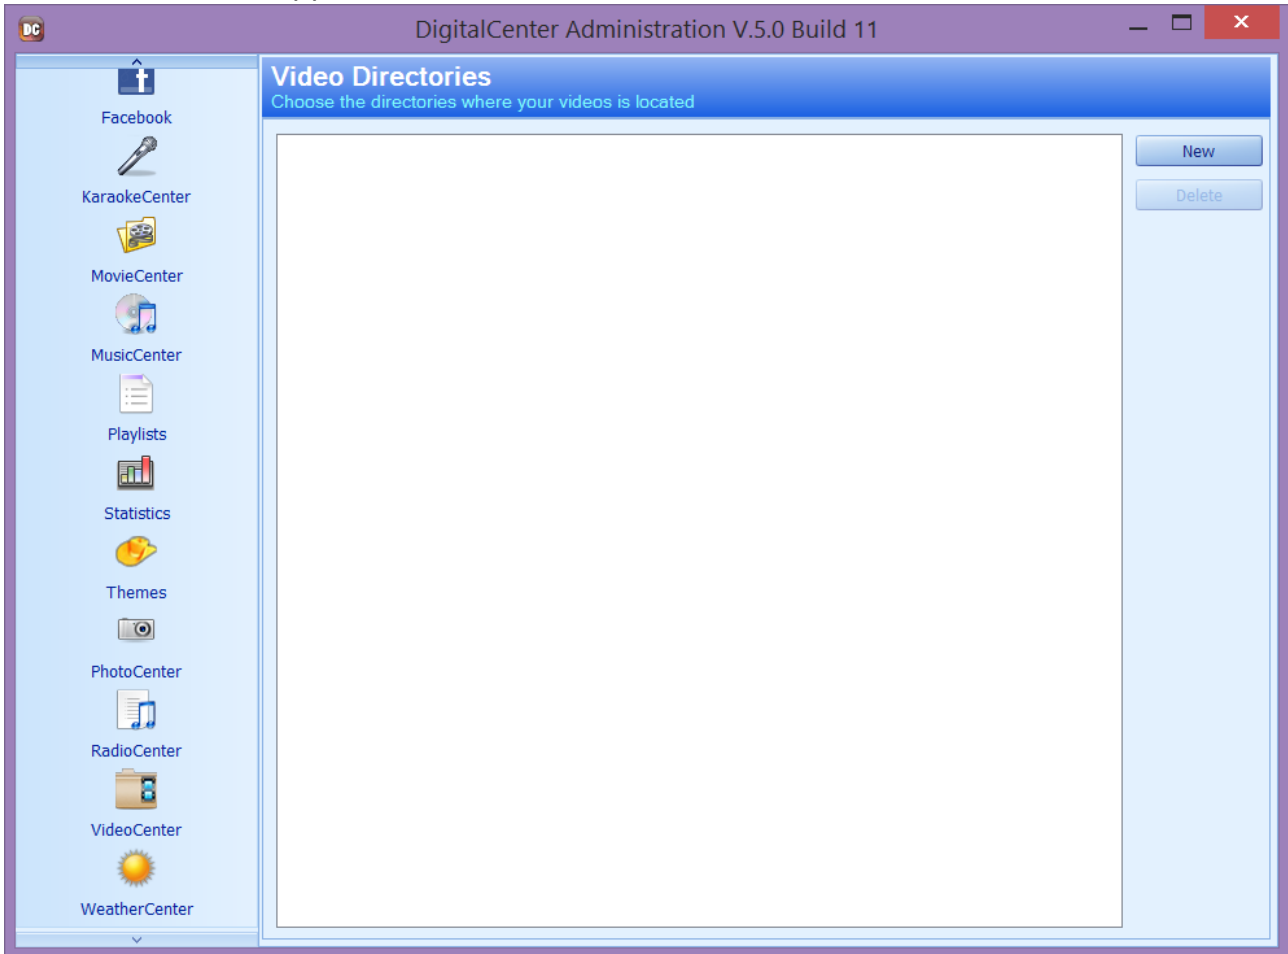 DC
DigitalCenter Administration V.5.0 Build 11
Facebook
KaraokeCenter
MovieCenter
MusicCenter
Playlists
Statistics
Themes
PhotoCenter
RadioCenter
VideoCenter
WeatherCenter
Video Directories
Choose the directories where your videos is located
New
Delete